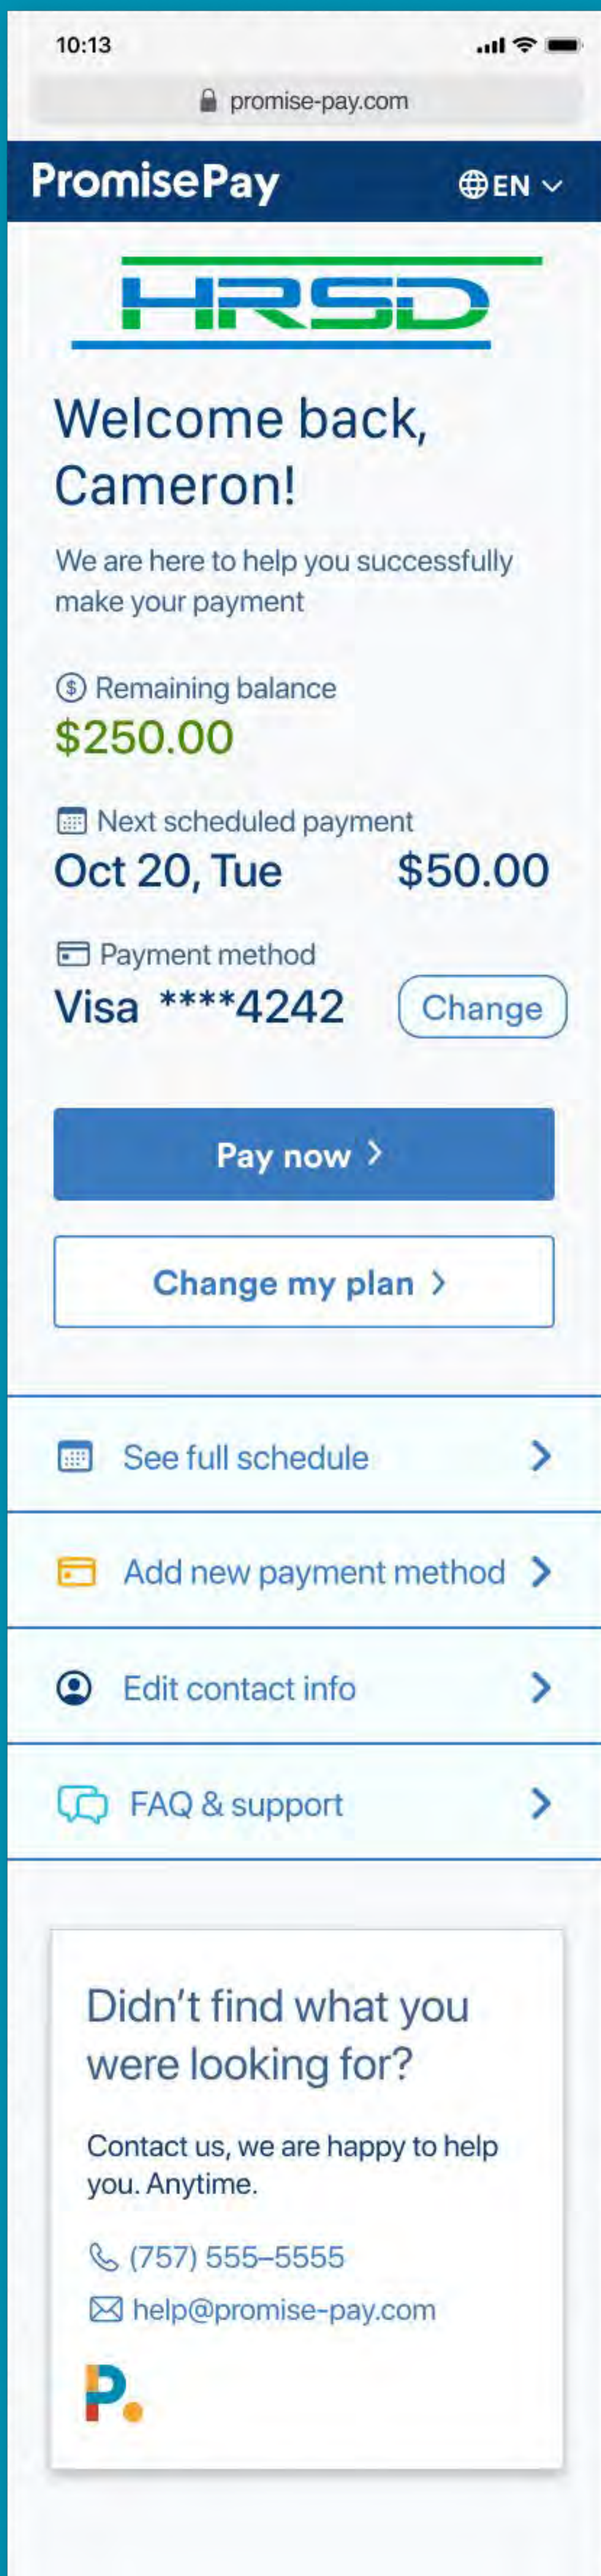 10:13
promise-pay.com
PromisePay
EN
HRSD
Welcome back,
Cameron!
We are here to help you successfully
make your payment
Remaining balance
$250.00
Next scheduled payment
Oct 20, Tue $50.00
Payment method
Visa ****4242 Change
Pay now >
Change my plan >
See full schedule
Add new payment method
Edit contact info
FAQ & support
Didn't find what you
were looking for?
Contact us, we are happy to help
you. Anytime.
(757) 555–5555
help@promise-pay.com
P.